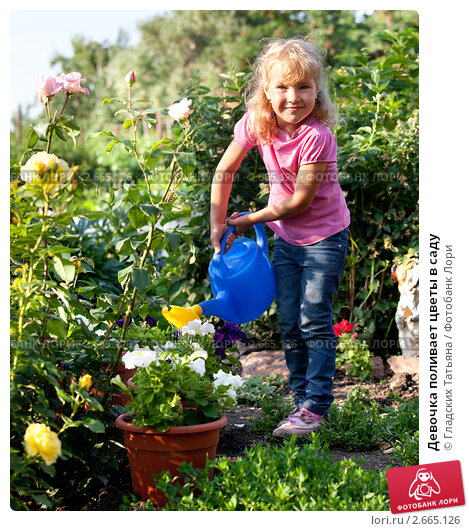 Девочка поливает цветы в саду
© Гладских Татьяна / Фотобанк Лори
ФОТОБАНК ЛОРИ
lori.ru / 2.665.126